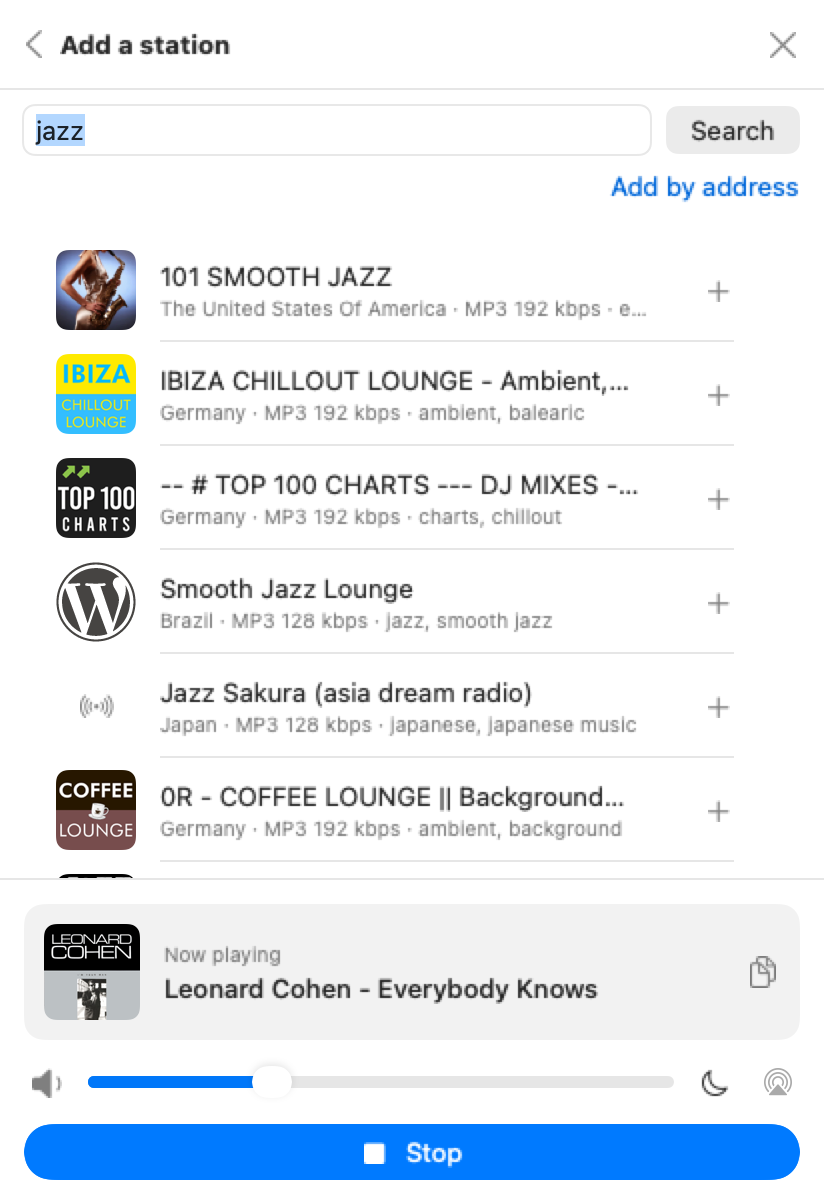 Add a station
jazz
Search
Add by address
101 SMOOTH JAZZ
The United States Of America · MP3 192 kbps · e...
IBIZA
CHILLOUT
LOUNGE
IBIZA CHILLOUT LOUNGE - Ambient,...
Germany · MP3 192 kbps · ambient, balearic
TOP 100
CHARTS
-- # TOP 100 CHARTS --- DJ MIXES -...
Germany · MP3 192 kbps · charts, chillout
W
Smooth Jazz Lounge
Brazil · MP3 128 kbps · jazz, smooth jazz
Jazz Sakura (asia dream radio)
Japan · MP3 128 kbps · japanese, japanese music
COFFEE
LOUNGE
0R - COFFEE LOUNGE || Background...
Germany · MP3 192 kbps · ambient, background
LEONARD
COHEN
Now playing
Leonard Cohen - Everybody Knows
Stop